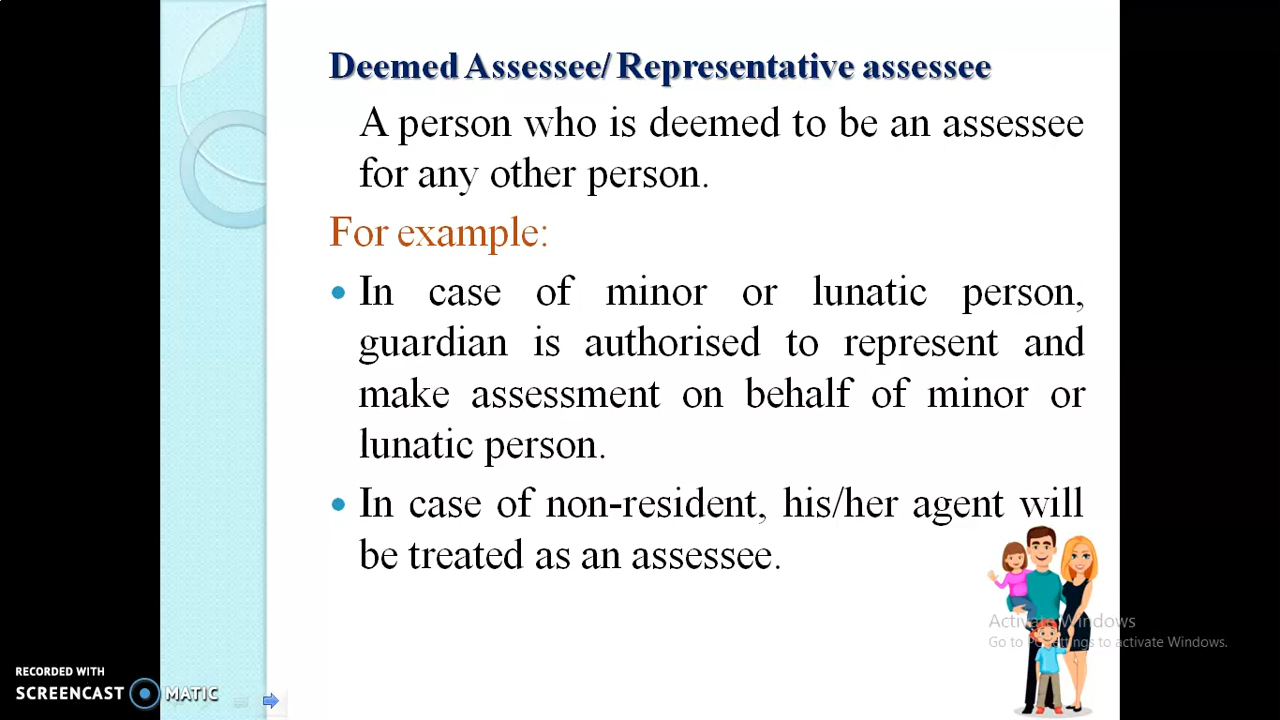 Deemed Assessee/ Representative assessee
A person who is deemed to be an assessee
for any other person.
For example:
In case of minor or lunatic person,
guardian is authorised to represent and
make assessment on behalf of minor or
lunatic person.
In case of non-resident, his/her agent will
be treated as an assessee.
Activate Windows
Go to PC settings to activate Windows.
RECORDED WITH
SCREENCAST MATIC